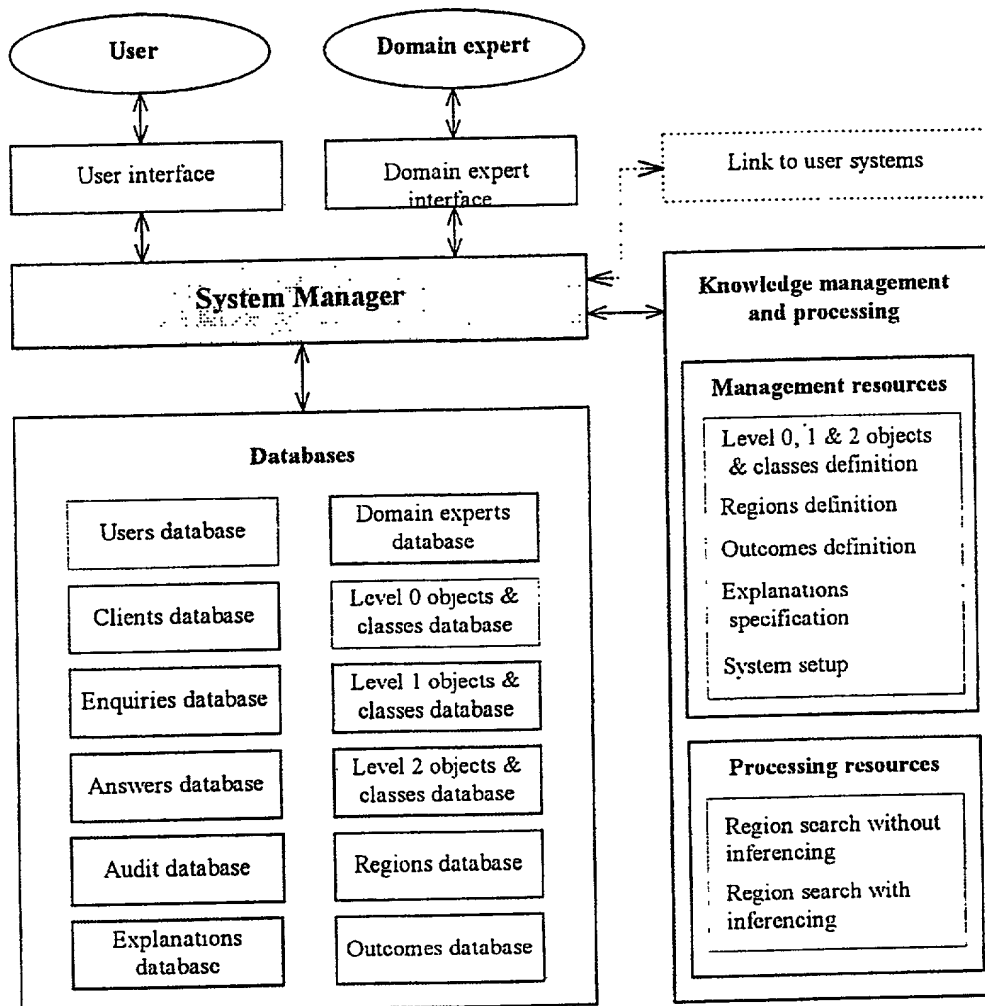 User
Domain expert
User interface
Domain expert
interface
Link to user systems
System Manager
Knowledge management
and processing
Management resources
Level 0, 1 & 2 objects
& classes definition
Regions definition
Outcomes definition
Explanations
specification
System setup
Processing resources
Region search without
inferencing
Region search with
inferencing
Databases
Users database
Domain experts
database
Clients database
Level 0 objects &
classes database
Enquiries database
Level 1 objects &
classes database
Answers database
Level 2 objects &
classes database
Audit database
Regions database
Explanations
database
Outcomes database